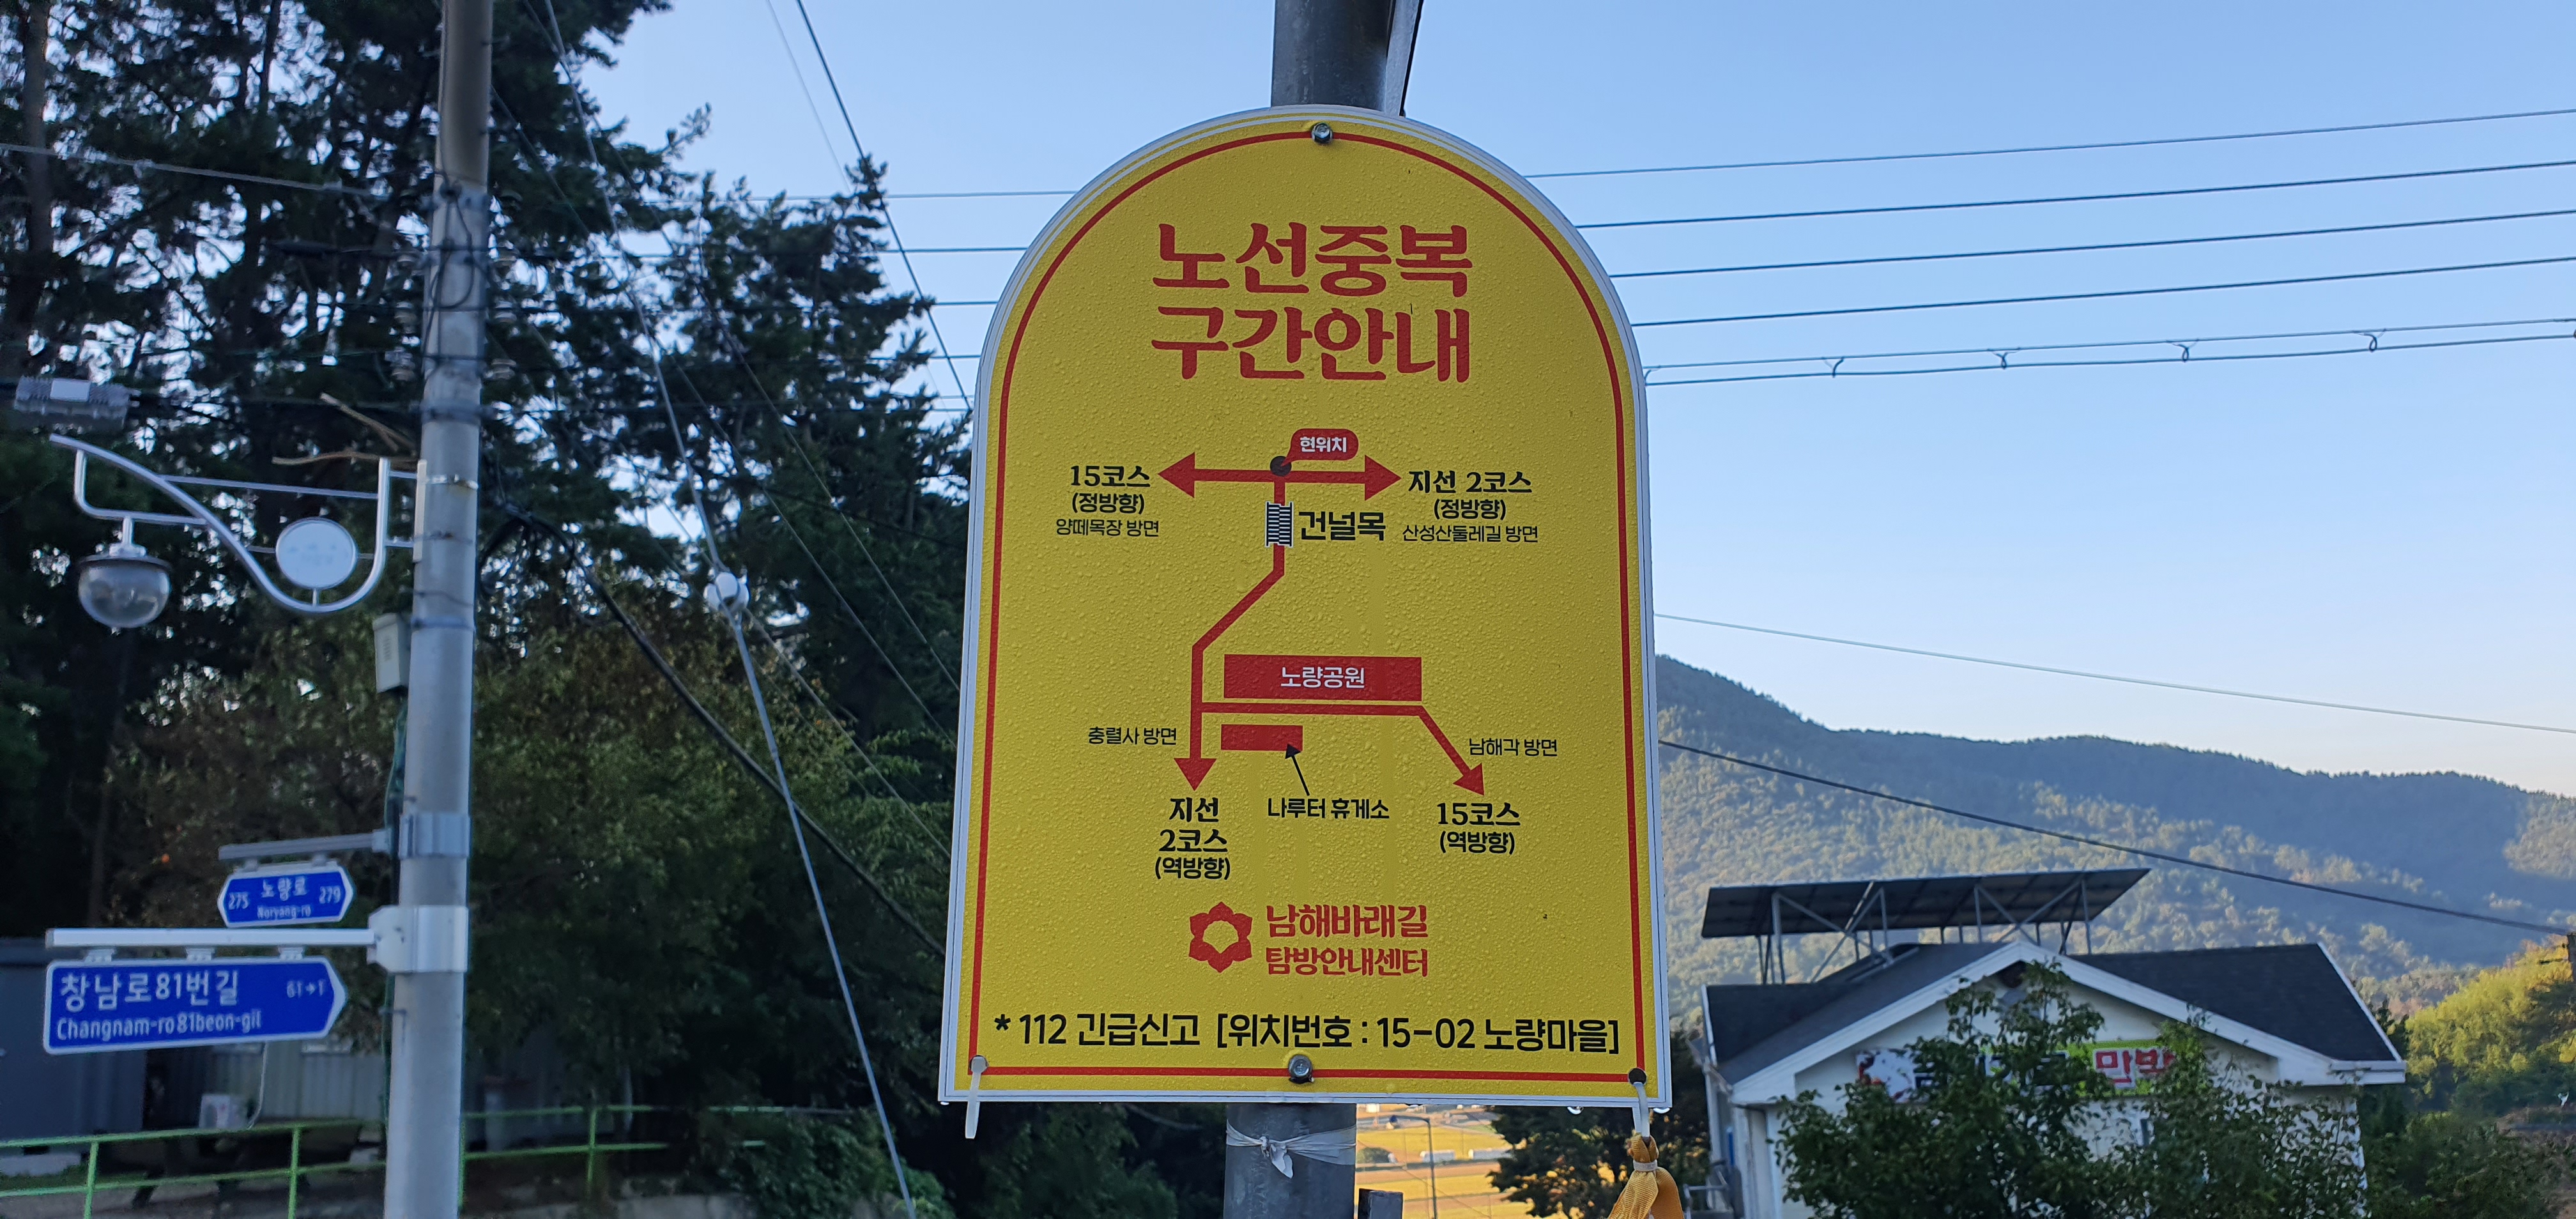 노선중복
구간안내
현위치
15코스
(정방향)
양떼목장 방면
지선 2코스
(정방향)
산성산둘레길 방면
건널목
노량공원
충렬사 방면
남해각 방면
지선
2코스
(역방향)
나루터 휴게소
15코스
(역방향)
남해바래길
탐방안내센터
* 112 긴급신고 [위치번호 : 15-02 노량마을]
275 노량로 279
Noryang-ro
창남로81번길 61→1
Changnam-ro81beon-gil